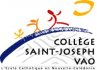 COLLÈGE
SAINT-JOSEPH
VAO
L'École Catholique en Nouvelle-Calédonie